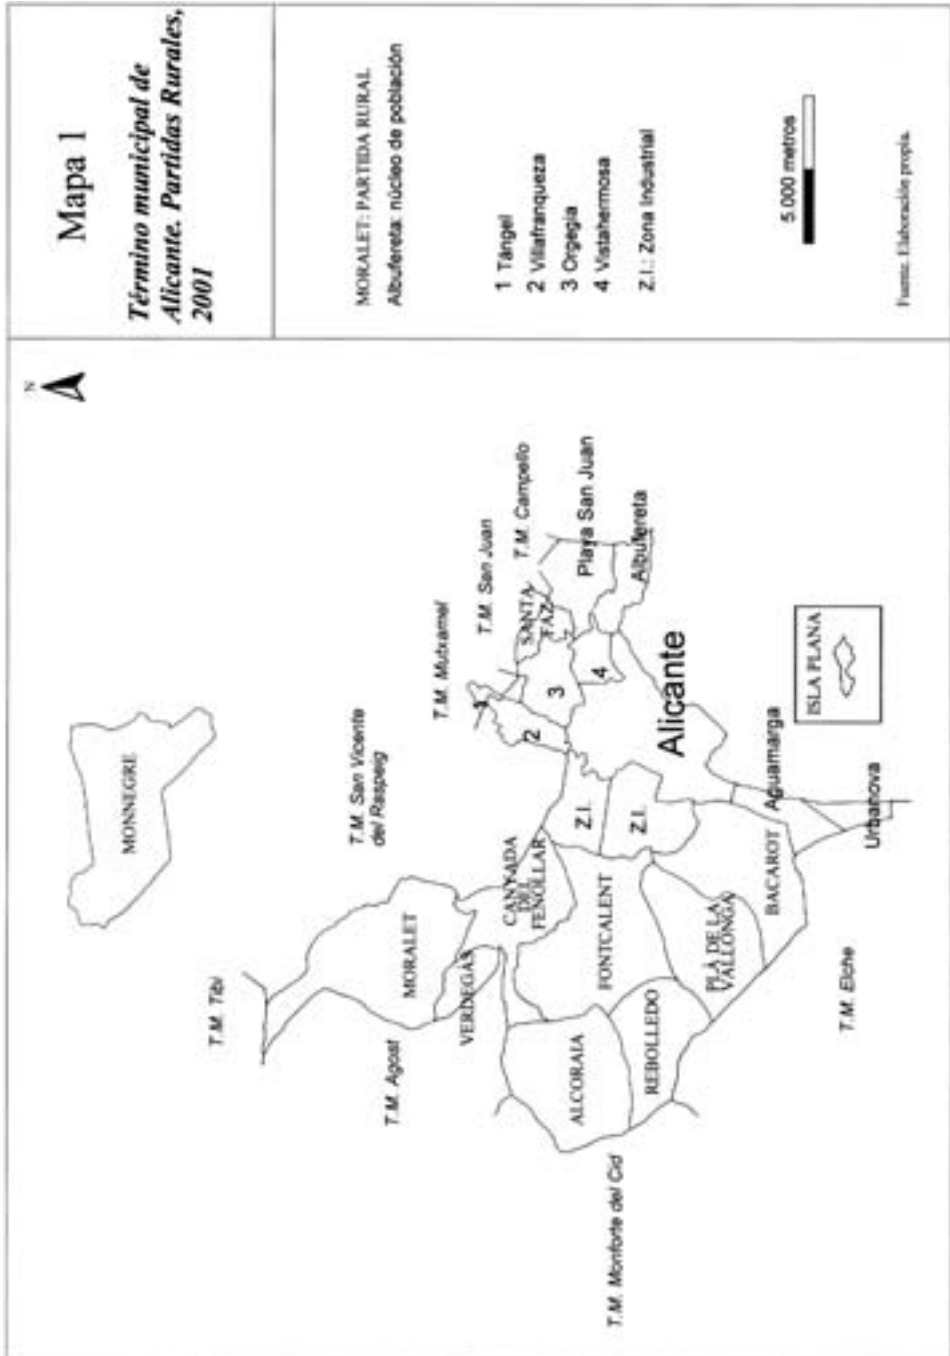 Mapa 1
Término municipal de
Alicante. Partidas Rurales,
2001
MORALET: PARTIDA RURAL
Albufereta: núcleo de población
1 Tángel
2 Villafranqueza
3 Orgegia
4 Vistahermosa
Z.I.: Zona Industrial
5.000 metros
Fuente. Elaboración propia.
N
MONNEGRE
T.M. Tibi
T.M. San Vicente
del Raspeig
T.M. Mutxamel
T.M. San Juan
T.M. Campello
T.M. Agost
MORALET
VERDEGÀS
CANYADA
DEL
FENOLLAR
1
2
3
4
SANTA
FAZ
Playa San Juan
Albufereta
Z.I.
Z.I.
Alicante
ALCORAIA
FONTCALENT
REBOLLEDO
PLÀ DE LA
VALLONGA
BACAROT
Aguamarga
Urbanova
ISLA PLANA
T.M. Monforte del Cid
T.M. Elche